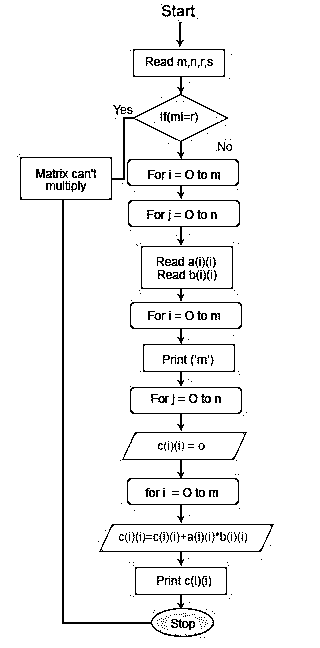 Start
Read m,n,r,s
Yes
If(mi=r)
No
Matrix can't
multiply
For i = O to m
For j = O to n
Read a(i)(i)
Read b(i)(i)
For i = O to m
Print ('m')
For j = O to n
c(i)(i) = o
for i = O to m
c(i)(i)=c(i)(i)+a(i)(i)*b(i)(i)
Print c(l)(i)
Stop